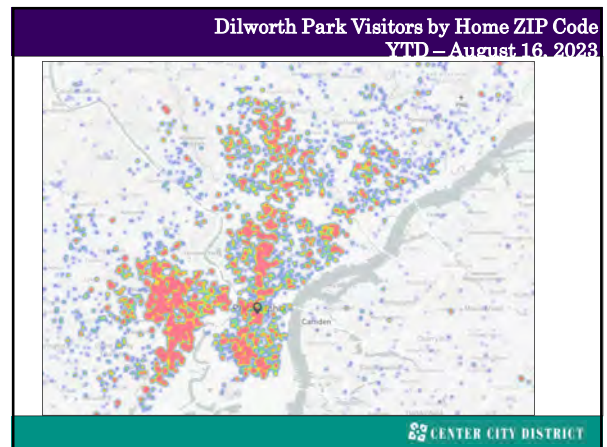 Dilworth Park Visitors by Home ZIP Code
YTD – August 16, 2023
Camden
CENTER CITY DISTRICT